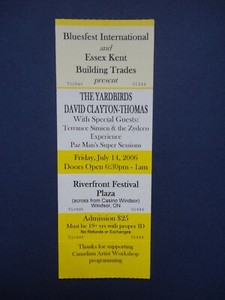 Bluesfest International
and
Essex Kent
Building Trades
present
THE YARDBIRDS
DAVID CLAYTON-THOMAS
With Special Guests:
Terrance Simien & the Zydeco
Experience
Paz Man's Super Sessions
Friday, July 14, 2006
Doors Open 6:30pm - 1am
Riverfront Festival
Plaza
(across from Casino Windsor)
Windsor, ON
Admission $25
Must be 19+ yrs with proper ID
No Refunds or Exchanges
Thanks for supporting
Canadian Artist Workshop
programming